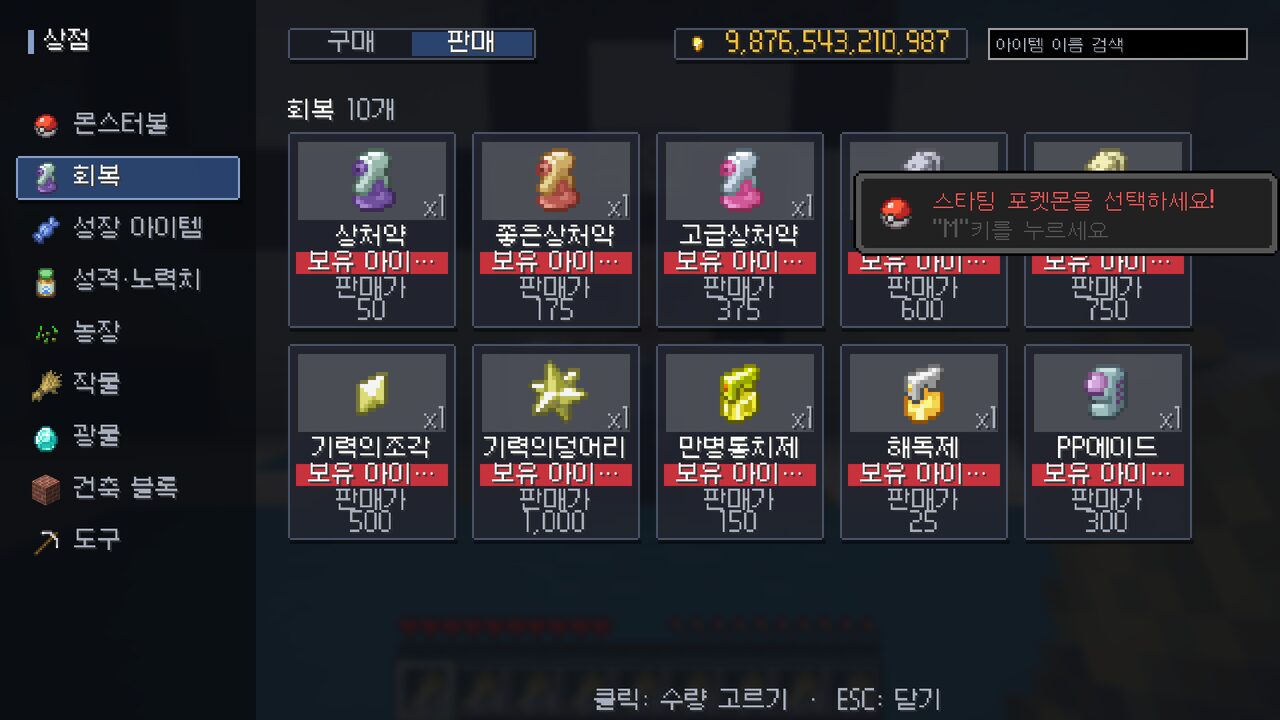 상점
구매 판매
9,876,543,210,987
아이템 이름 검색
몬스터볼
회복
성장 아이템
성격·노력치
농장
작물
광물
건축 블록
도구
회복 10개
x1 x1 x1
상처약 좋은상처약 고급상처약
보유 아이… 보유 아이… 보유 아이… 보유 아이… 보유 아이…
판매가 판매가 판매가 판매가 판매가
50 175 375 600 750
스타팅 포켓몬을 선택하세요!
"M"키를 누르세요
x1 x1 x1 x1 x1
기력의조각 기력의덩어리 만병통치제 해독제 PP에이드
보유 아이… 보유 아이… 보유 아이… 보유 아이… 보유 아이…
판매가 판매가 판매가 판매가 판매가
500 1,000 150 25 300
클릭: 수량 고르기 · ESC: 닫기